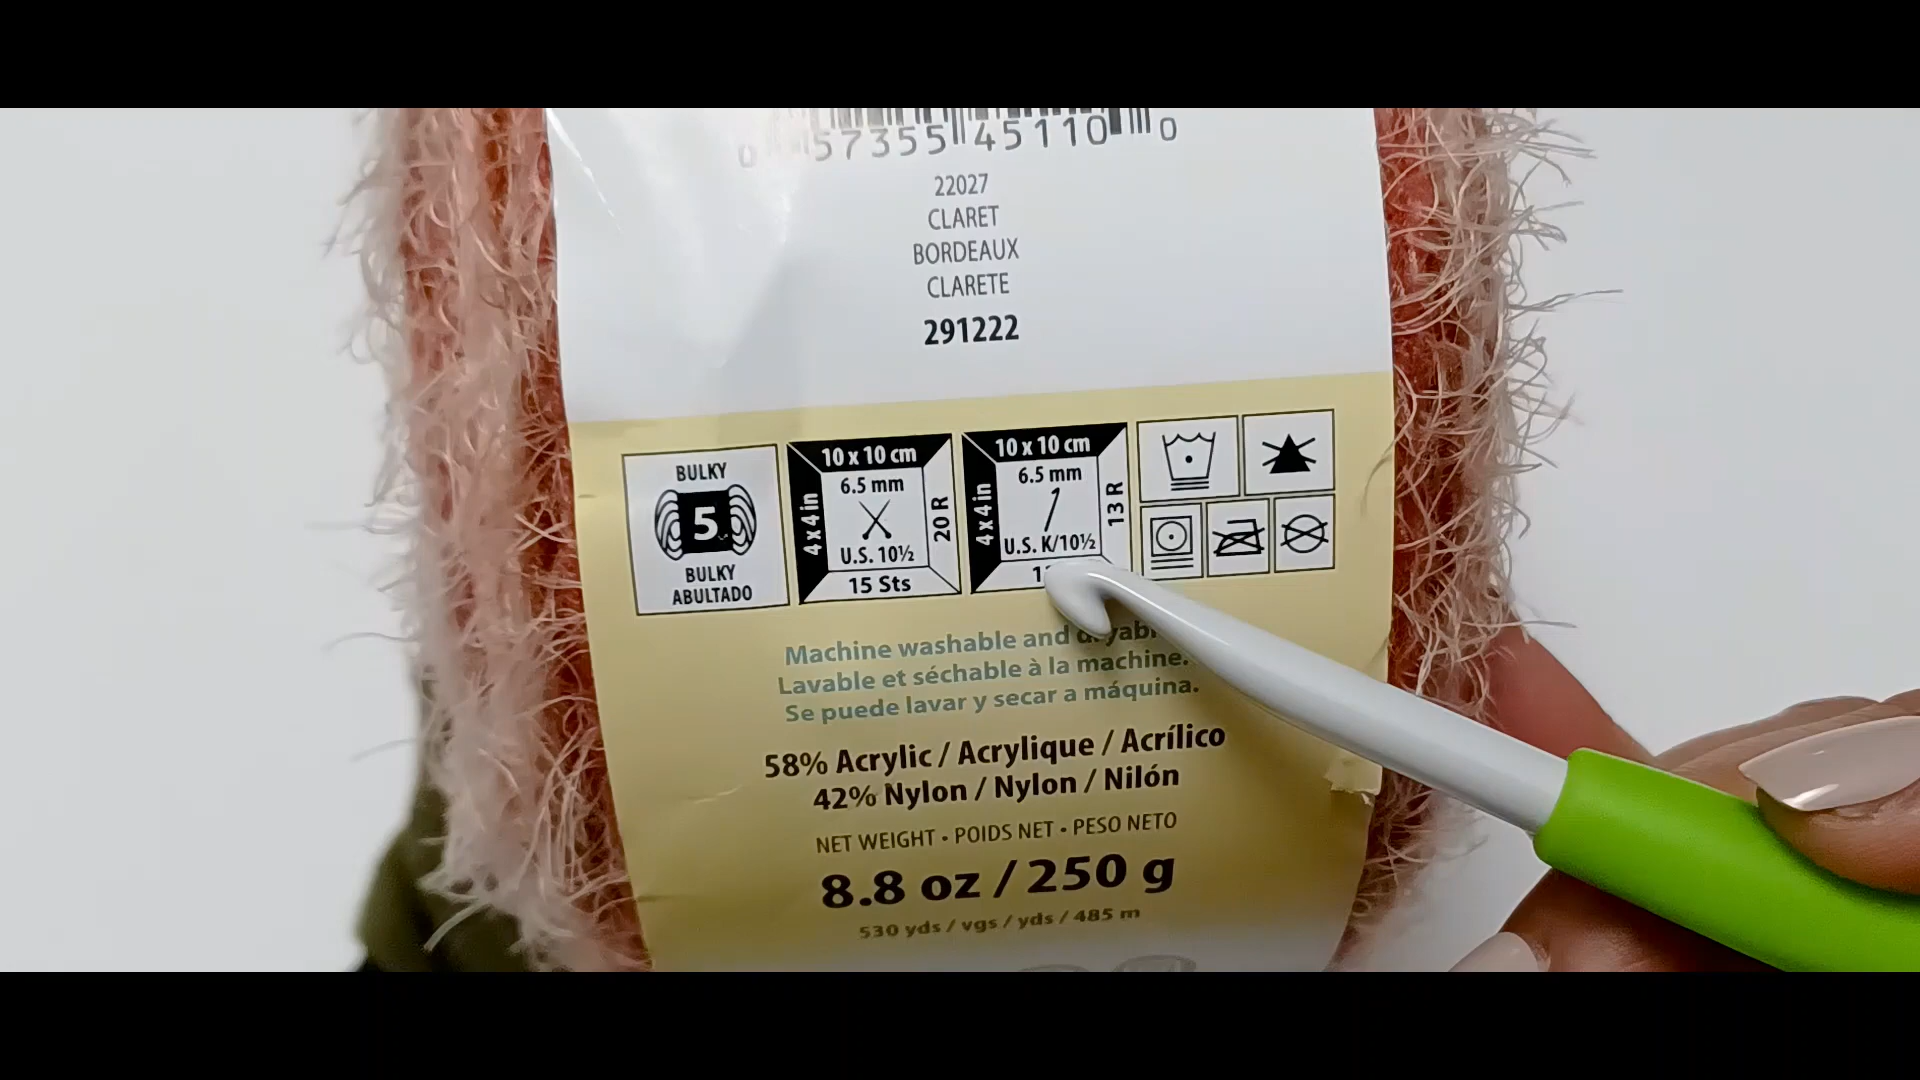 0 57355 45110 0
22027
CLARET
BORDEAUX
CLARETE
291222
BULKY
5
BULKY
ABULTADO
10 x 10 cm
4 x 4 in
6.5 mm
U.S. 10½
20 R
15 Sts
10 x 10 cm
4 x 4 in
6.5 mm
U.S. K/10½
13 R
Machine washable and
Lavable et séchable à la machine.
Se puede lavar y secar a máquina.
58% Acrylic / Acrylique / Acrílico
42% Nylon / Nylon / Nilón
NET WEIGHT • POIDS NET • PESO NETO
8.8 oz / 250 g
530 yds / vgs / yds / 485 m